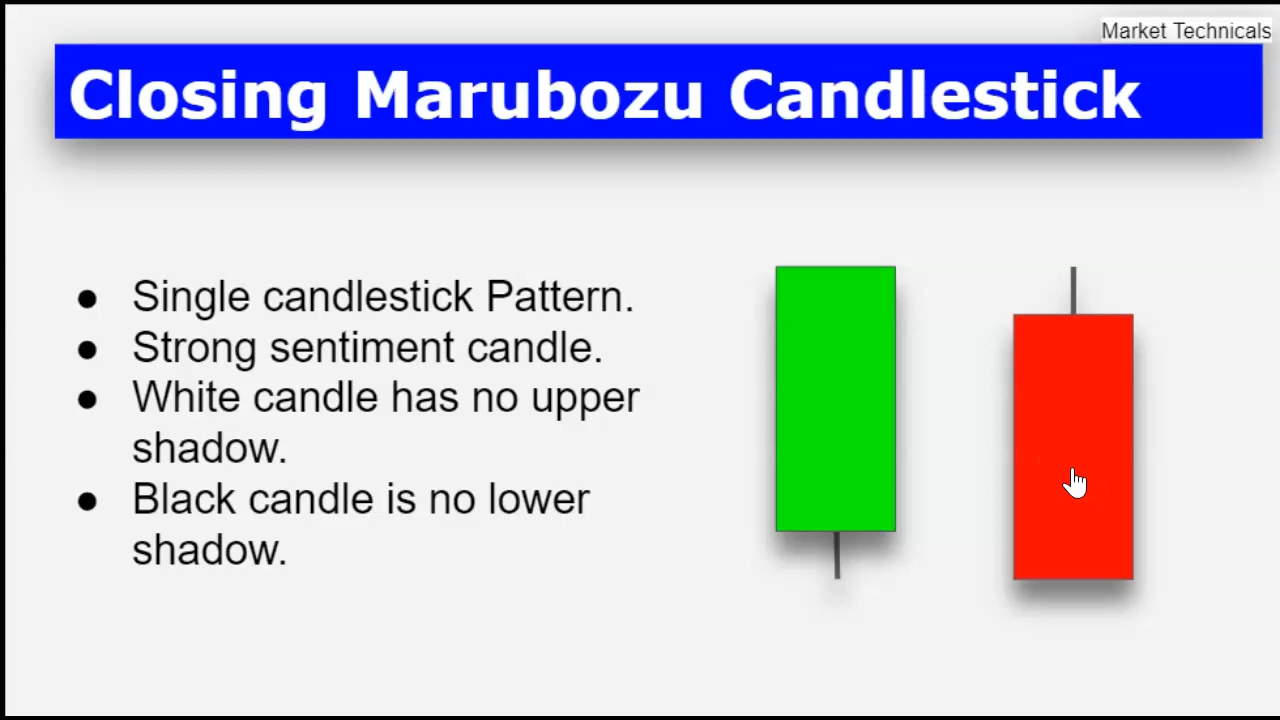 Market Technicals
Closing Marubozu Candlestick
● Single candlestick Pattern.
● Strong sentiment candle.
● White candle has no upper
shadow.
● Black candle is no lower
shadow.